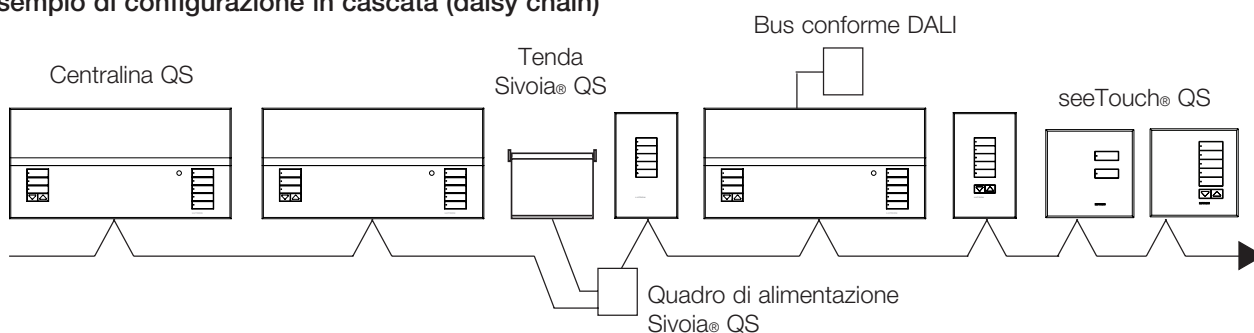 sempio di configurazione in cascata (daisy chain)
Bus conforme DALI
Centralina QS
Tenda
Sivoia® QS
seeTouch® QS
Quadro di alimentazione
Sivoia® QS